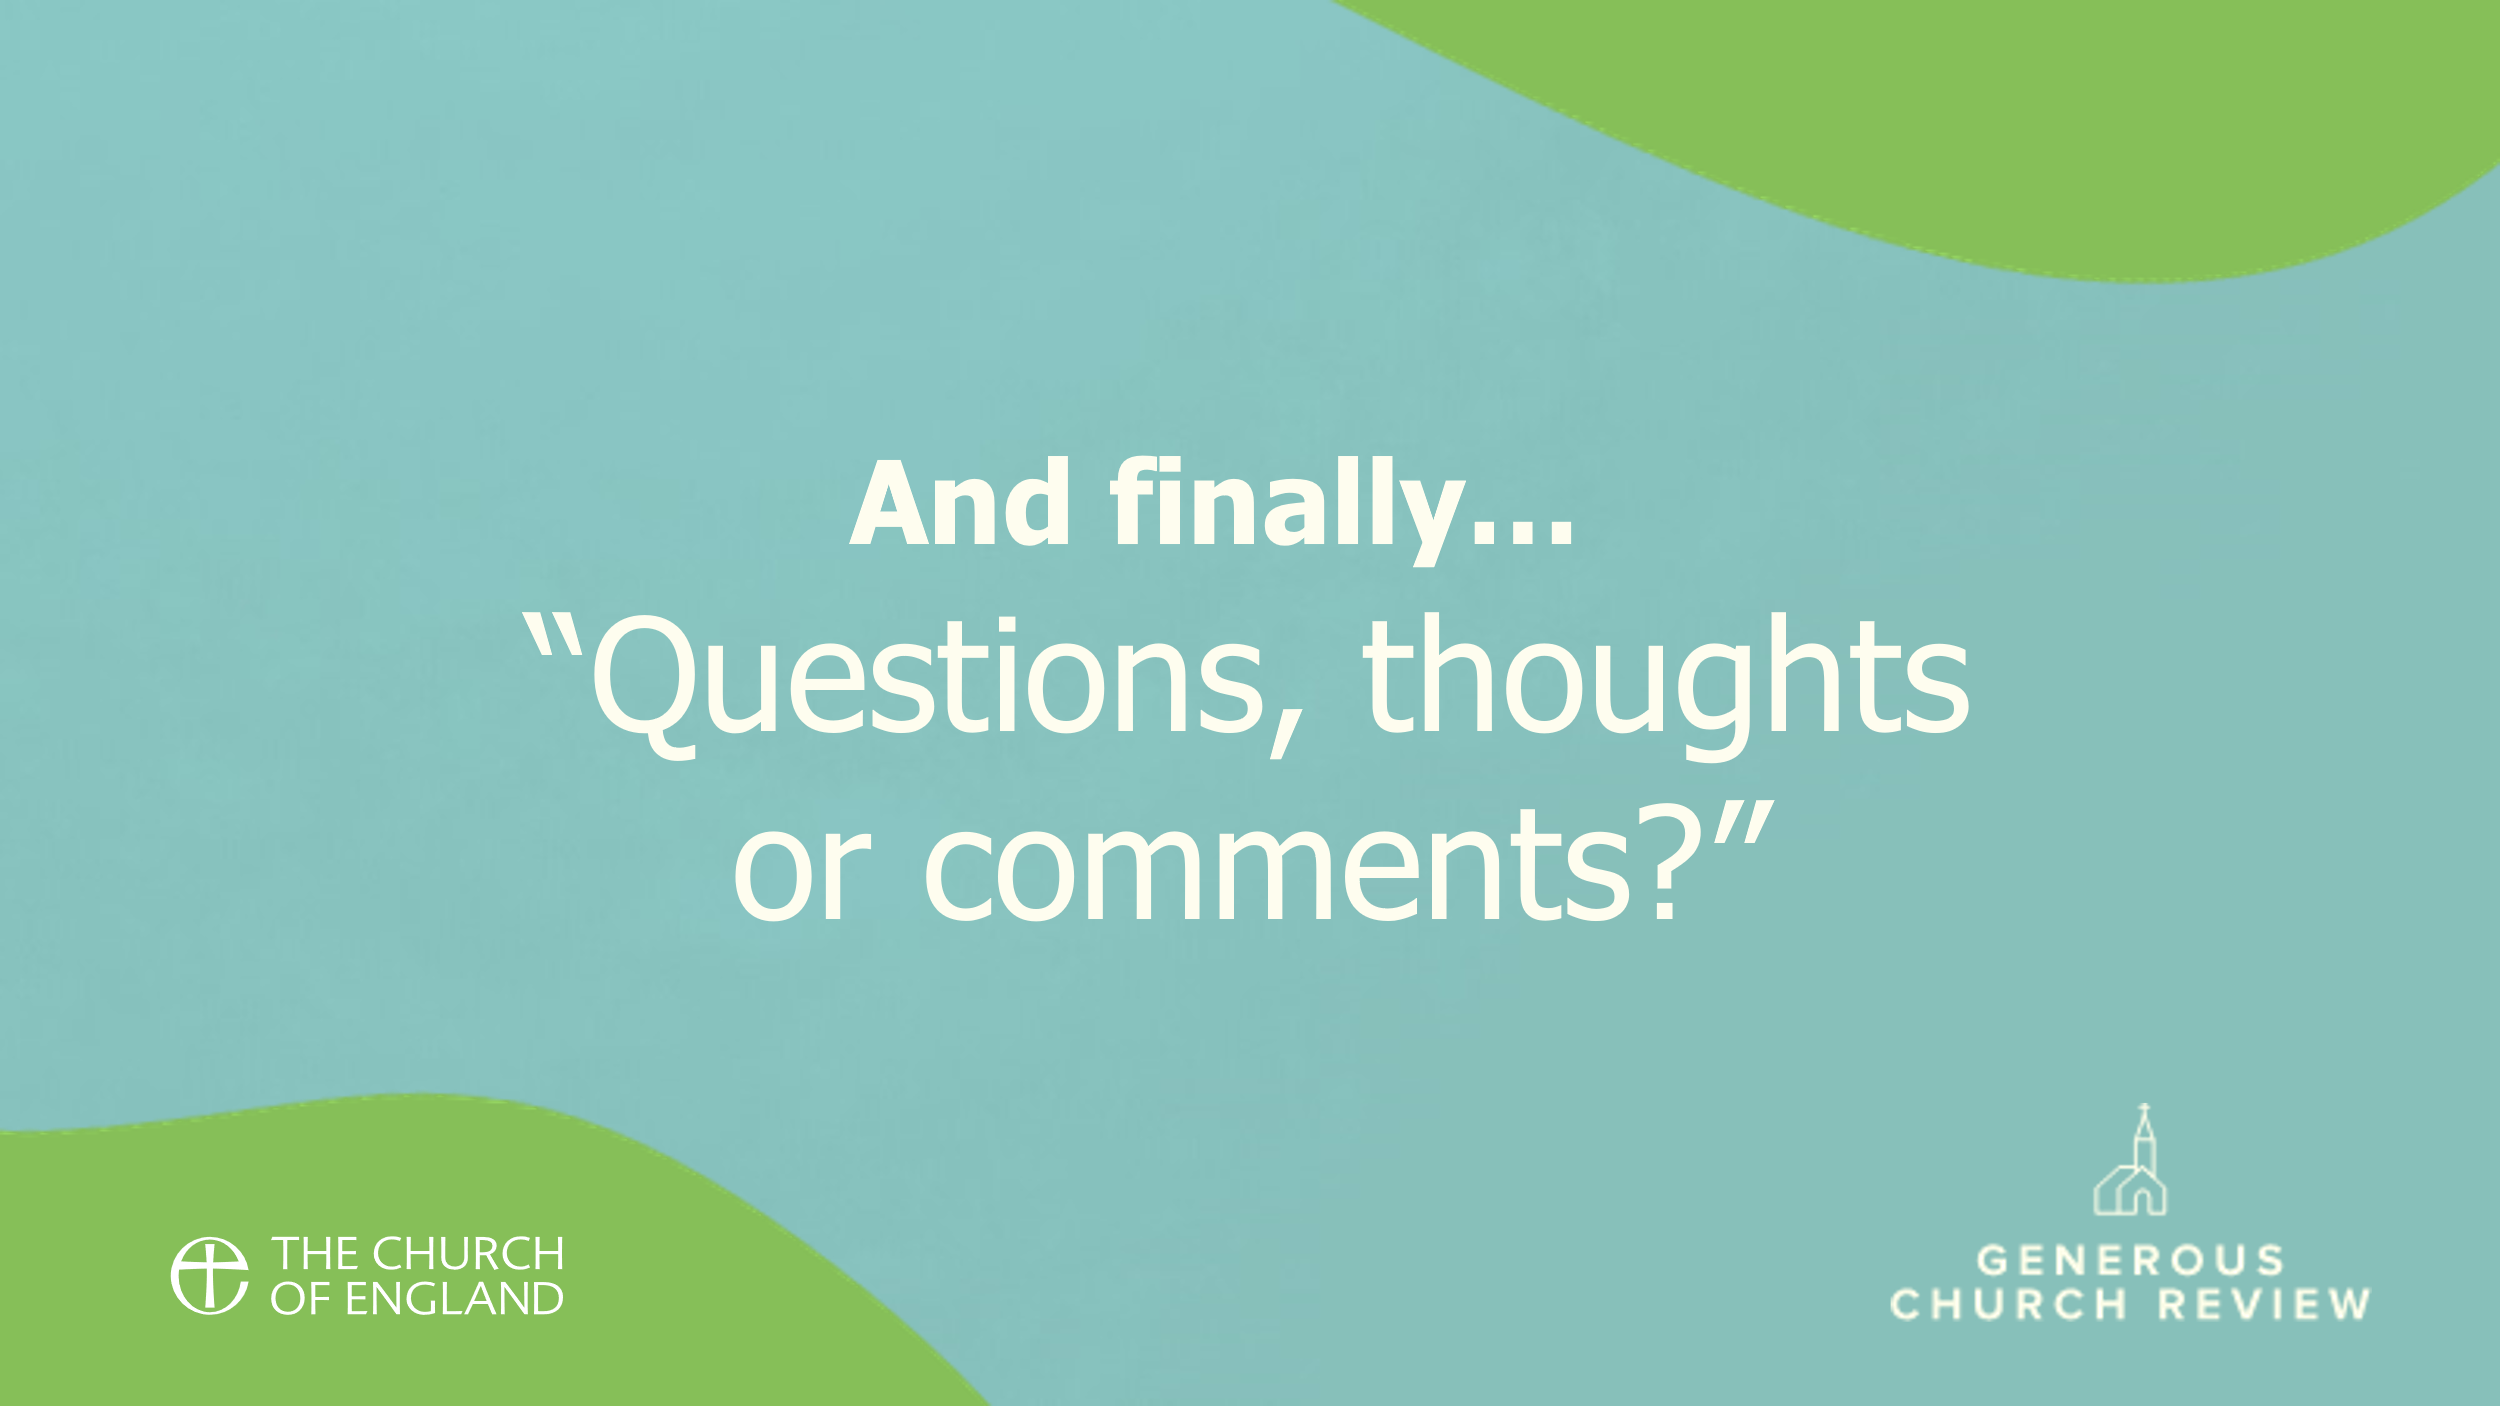 And finally...
“Questions, thoughts
or comments?”
THE CHURCH
OF ENGLAND
GENEROUS
CHURCH REVIEW